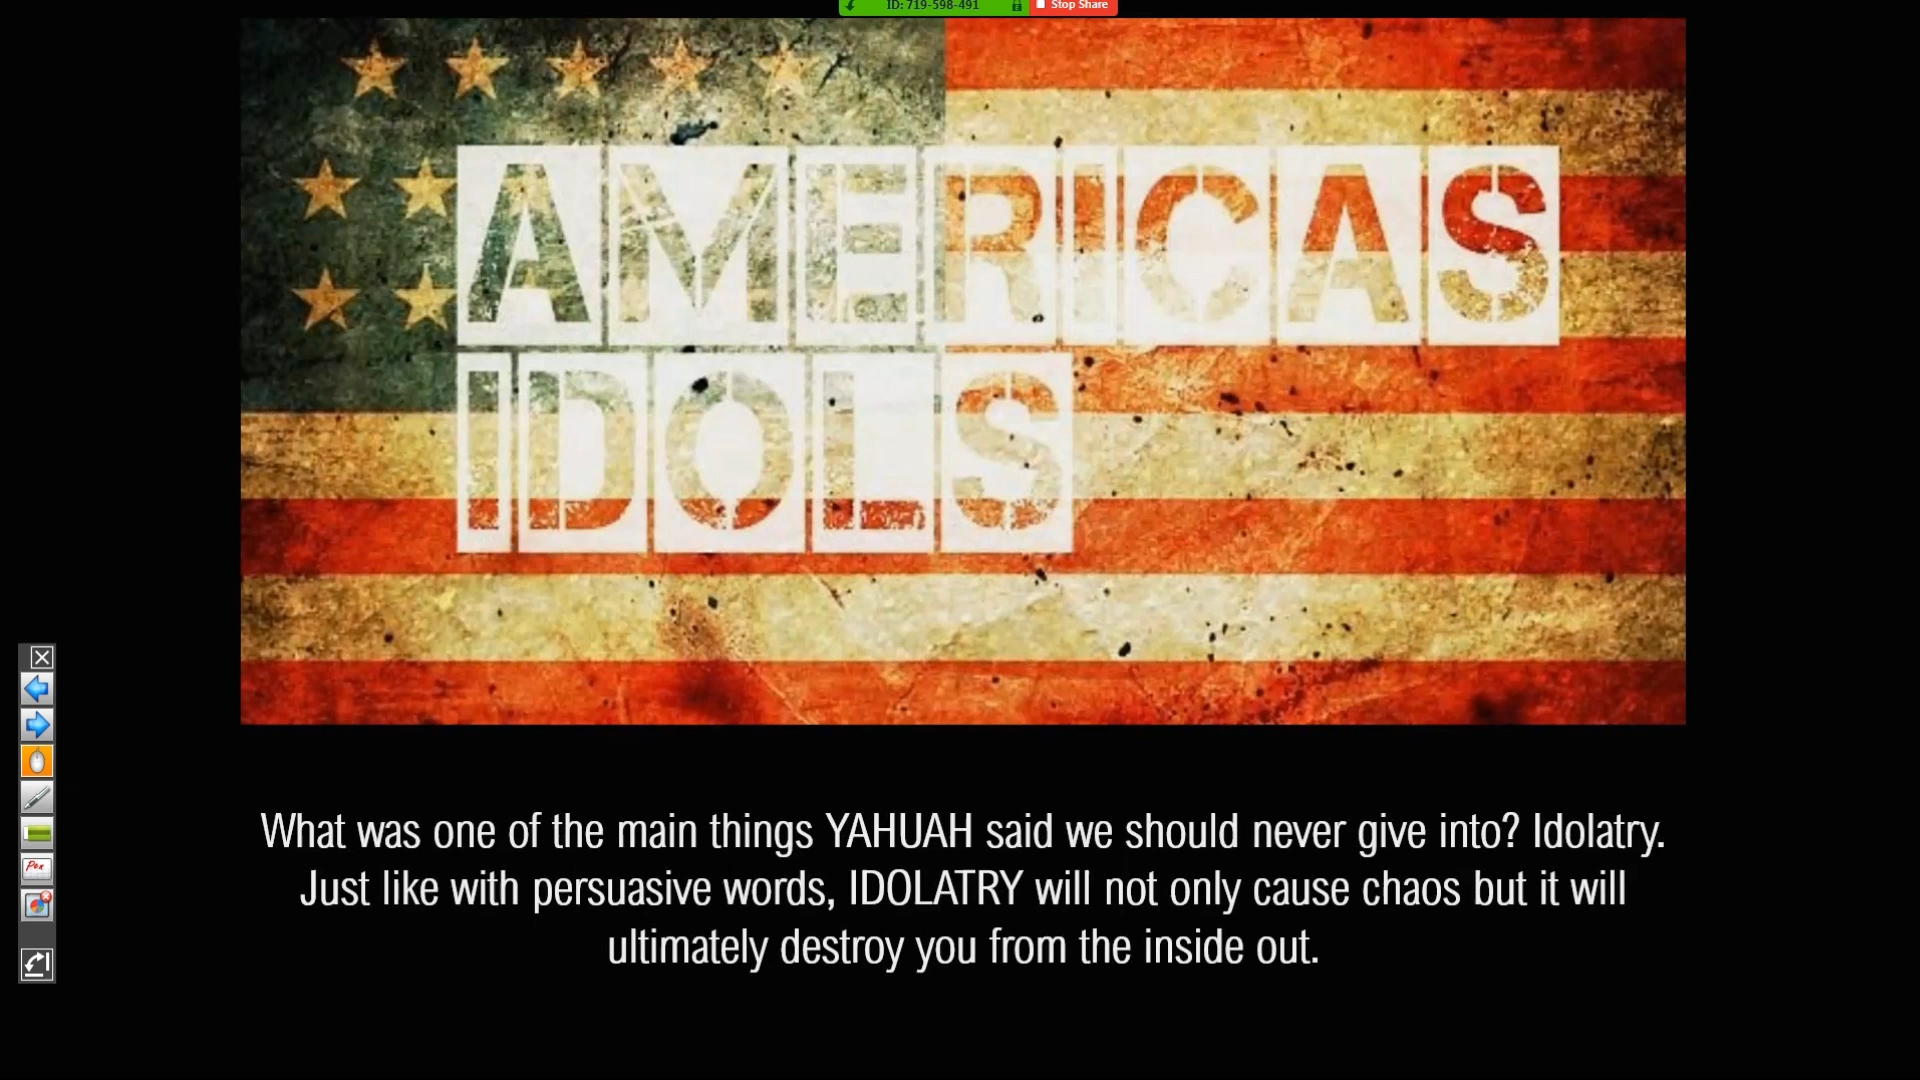 ID: 719-598-491 Stop Share
AMERICAS
IDOLS
What was one of the main things YAHUAH said we should never give into? Idolatry.
Just like with persuasive words, IDOLATRY will not only cause chaos but it will
ultimately destroy you from the inside out.
Pen